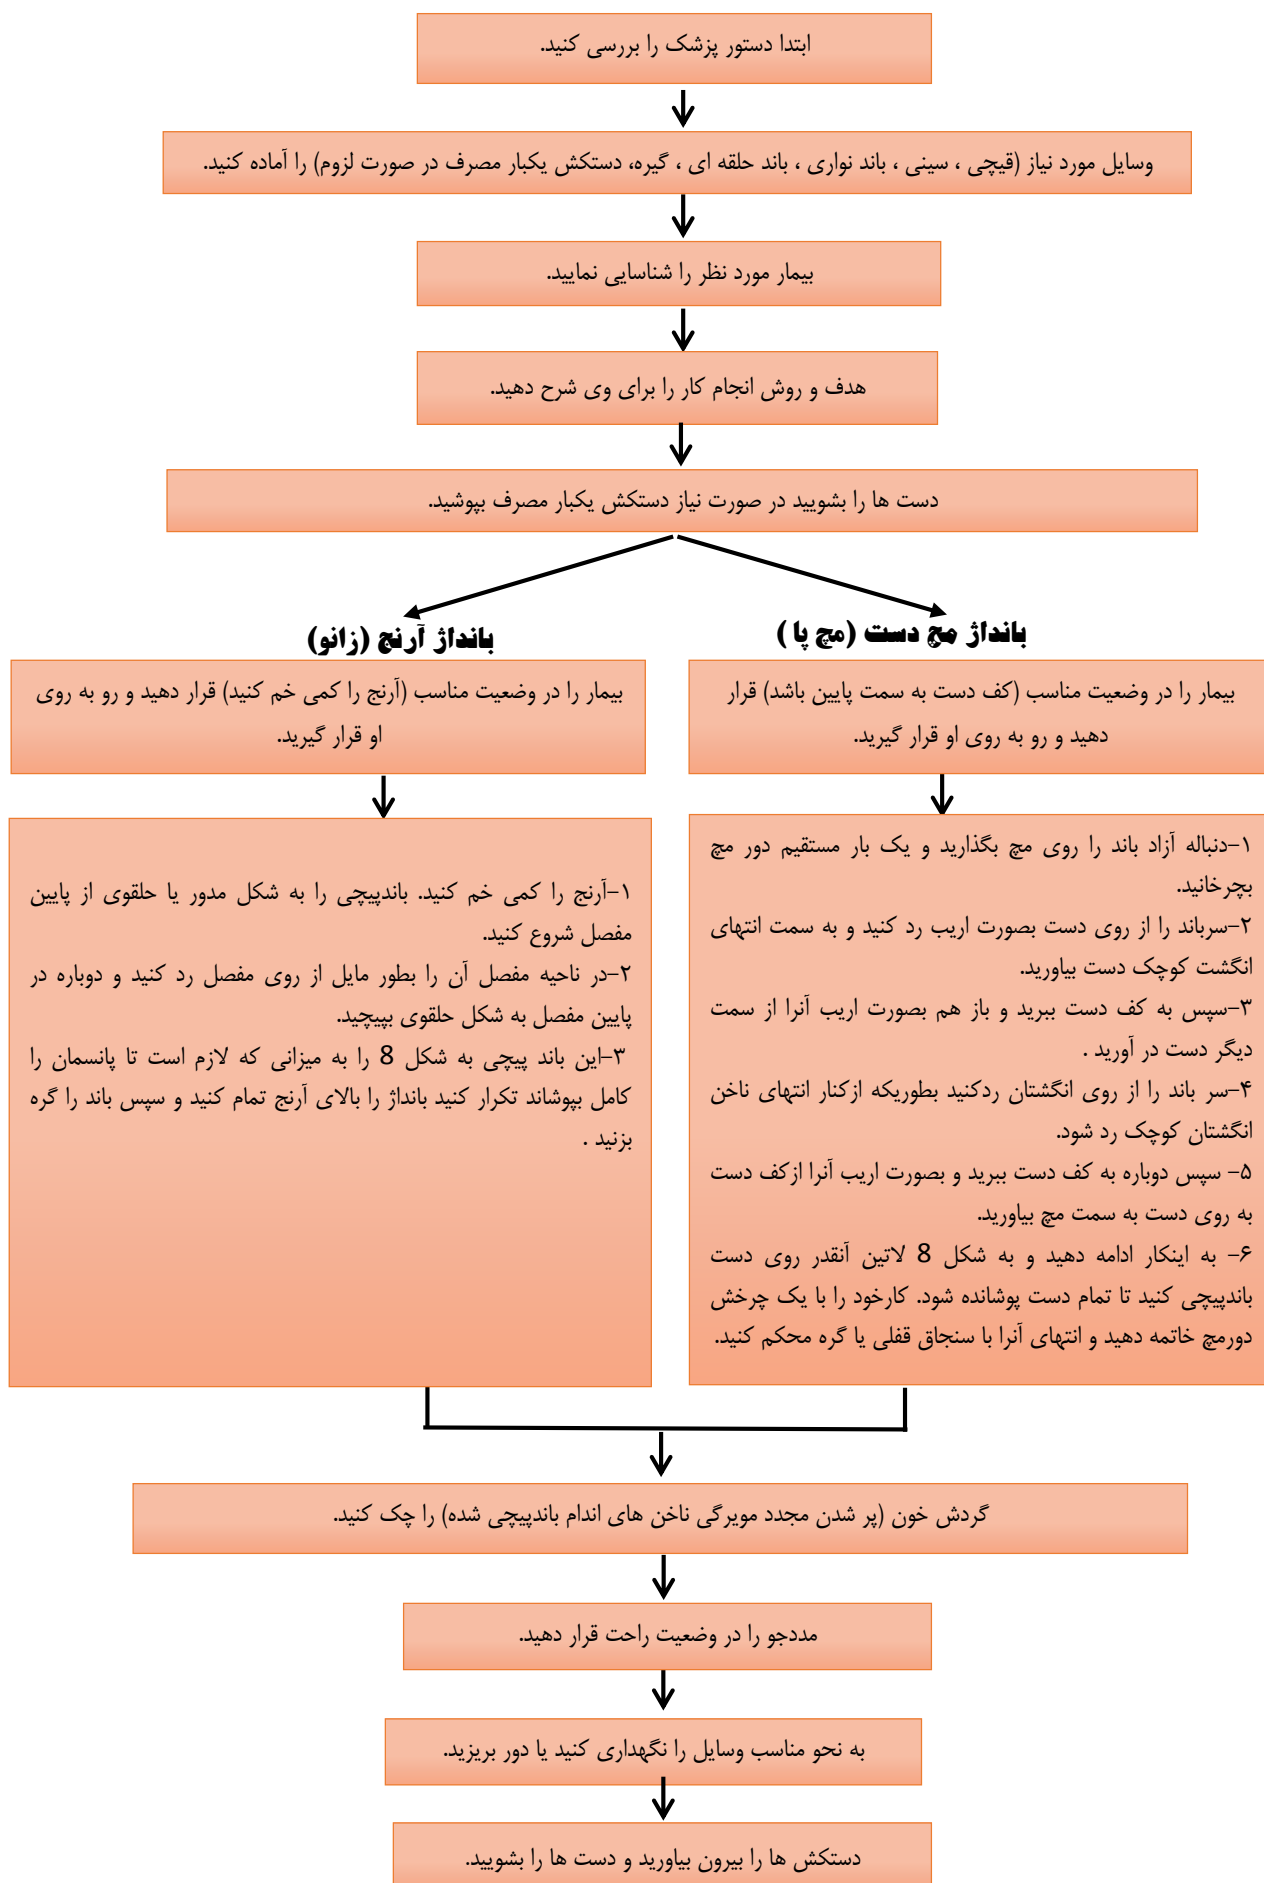 ابتدا دستور پزشک را بررسی کنید.
وسایل مورد نیاز (قیچی ، سینی ، باند نواری ، باند حلقه ای ، گیره، دستکش یکبار مصرف در صورت لزوم) را آماده کنید.
بیمار مورد نظر را شناسایی نمایید.
هدف و روش انجام کار را برای وی شرح دهید.
دست ها را بشویید در صورت نیاز دستکش یکبار مصرف بپوشید.
بانداژ مچ دست (مچ پا )
بیمار را در وضعیت مناسب (کف دست به سمت پایین باشد) قرار
دهید و رو به روی او قرار گیرید.
۱-دنباله آزاد باند را روی مچ بگذارید و یک بار مستقیم دور مچ
بچرخانید.
۲-سرباند را از روی دست بصورت اریب رد کنید و به سمت انتهای
انگشت کوچک دست بیاورید.
۳-سپس به کف دست ببرید و باز هم بصورت اریب آنرا از سمت
دیگر دست در آورید .
۴-سر باند را از روی انگشتان ردکنید بطوریکه ازکنار انتهای ناخن
انگشتان کوچک رد شود.
۵- سپس دوباره به کف دست ببرید و بصورت اریب آنرا ازکف دست
به روی دست به سمت مچ بیاورید.
۶- به اینکار ادامه دهید و به شکل 8 لاتین آنقدر روی دست
باندپیچی کنید تا تمام دست پوشانده شود. کارخود را با یک چرخش
دورمچ خاتمه دهید و انتهای آنرا با سنجاق قفلی یا گره محکم کنید.
بانداژ آرنج (زانو)
بیمار را در وضعیت مناسب (آرنج را کمی خم کنید) قرار دهید و رو به روی
او قرار گیرید.
۱-آرنج را کمی خم کنید. باندپیچی را به شکل مدور یا حلقوی از پایین
مفصل شروع کنید.
۲-در ناحیه مفصل آن را بطور مایل از روی مفصل رد کنید و دوباره در
پایین مفصل به شکل حلقوی بپیچید.
۳-این باند پیچی به شکل 8 را به میزانی که لازم است تا پانسمان را
کامل بپوشاند تکرار کنید بانداژ را بالای آرنج تمام کنید و سپس باند را گره
بزنید .
گردش خون (پر شدن مجدد مویرگی ناخن های اندام باندپیچی شده) را چک کنید.
مددجو را در وضعیت راحت قرار دهید.
به نحو مناسب وسایل را نگهداری کنید یا دور بریزید.
دستکش ها را بیرون بیاورید و دست ها را بشویید.